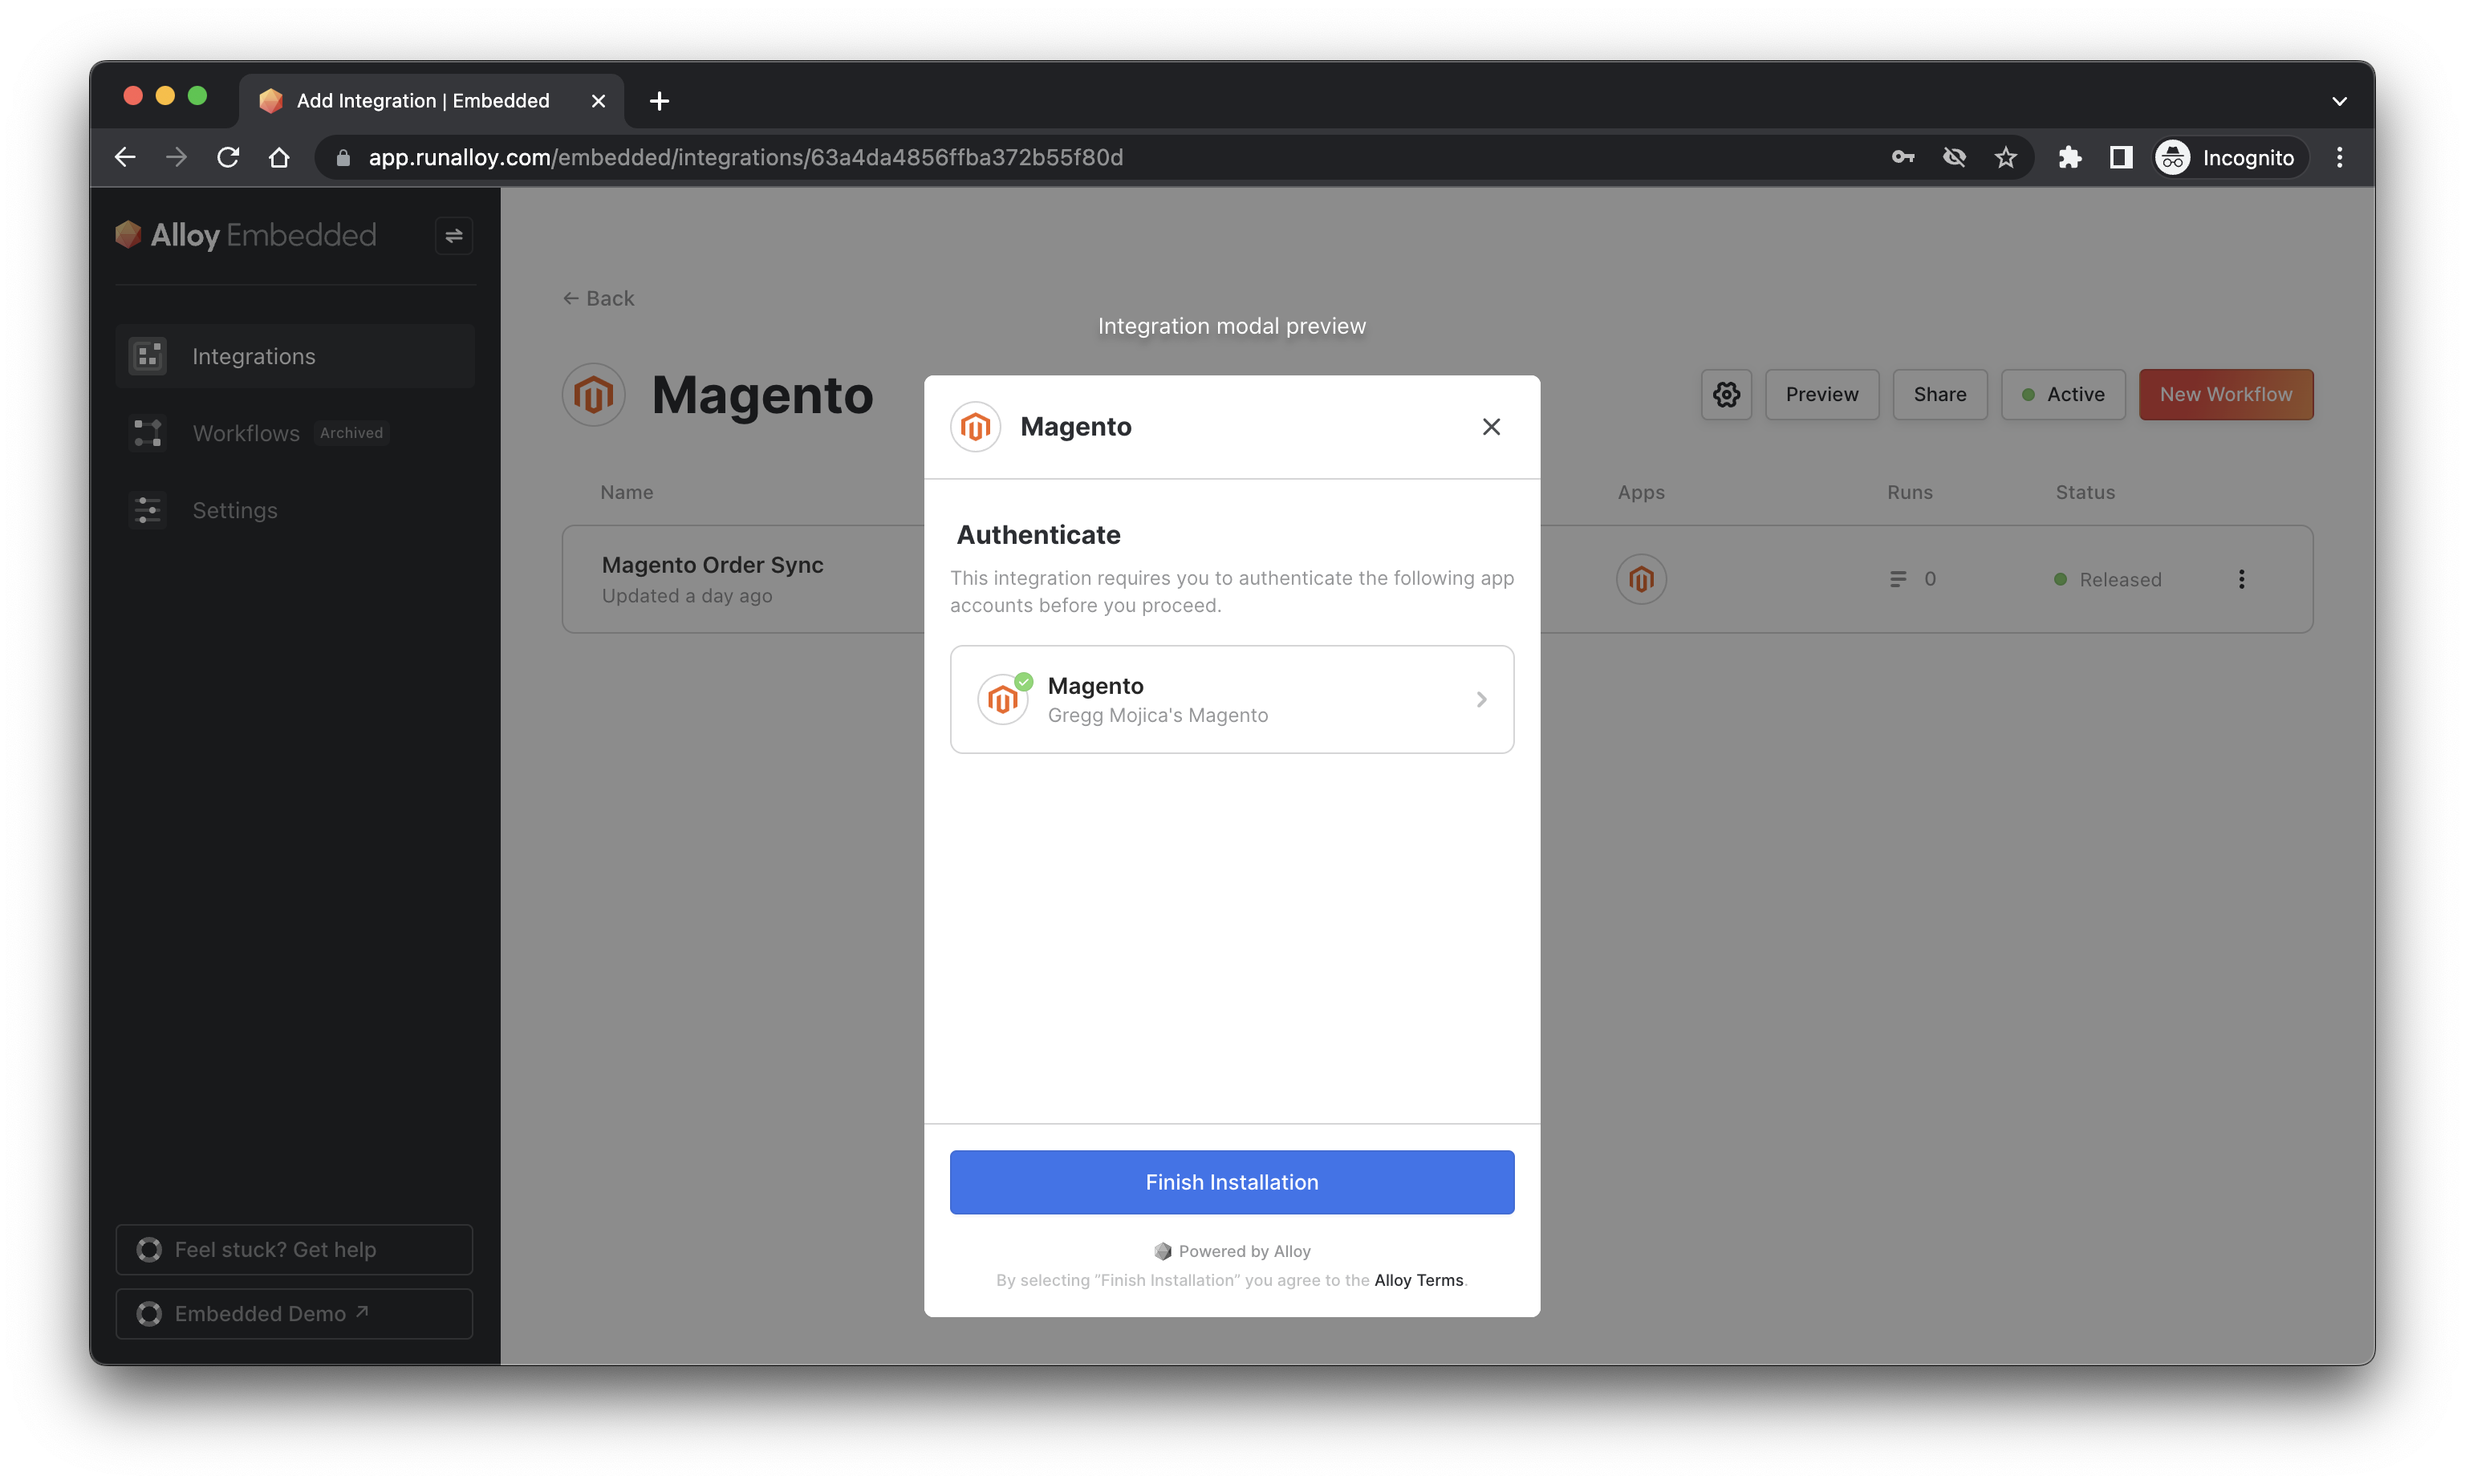 Add Integration | Embedded
app.runalloy.com/embedded/integrations/63a4da4856ffba372b55f80d
Incognito
Alloy Embedded
Integrations
Workflows Archived
Settings
Feel stuck? Get help
Embedded Demo ↗
← Back
Integration modal preview
Magento
Preview
Share
Active
New Workflow
Name
Apps
Runs
Status
Magento Order Sync
Updated a day ago
0
Released
Magento
Authenticate
This integration requires you to authenticate the following app
accounts before you proceed.
Magento
Gregg Mojica's Magento
Finish Installation
Powered by Alloy
By selecting “Finish Installation” you agree to the Alloy Terms.